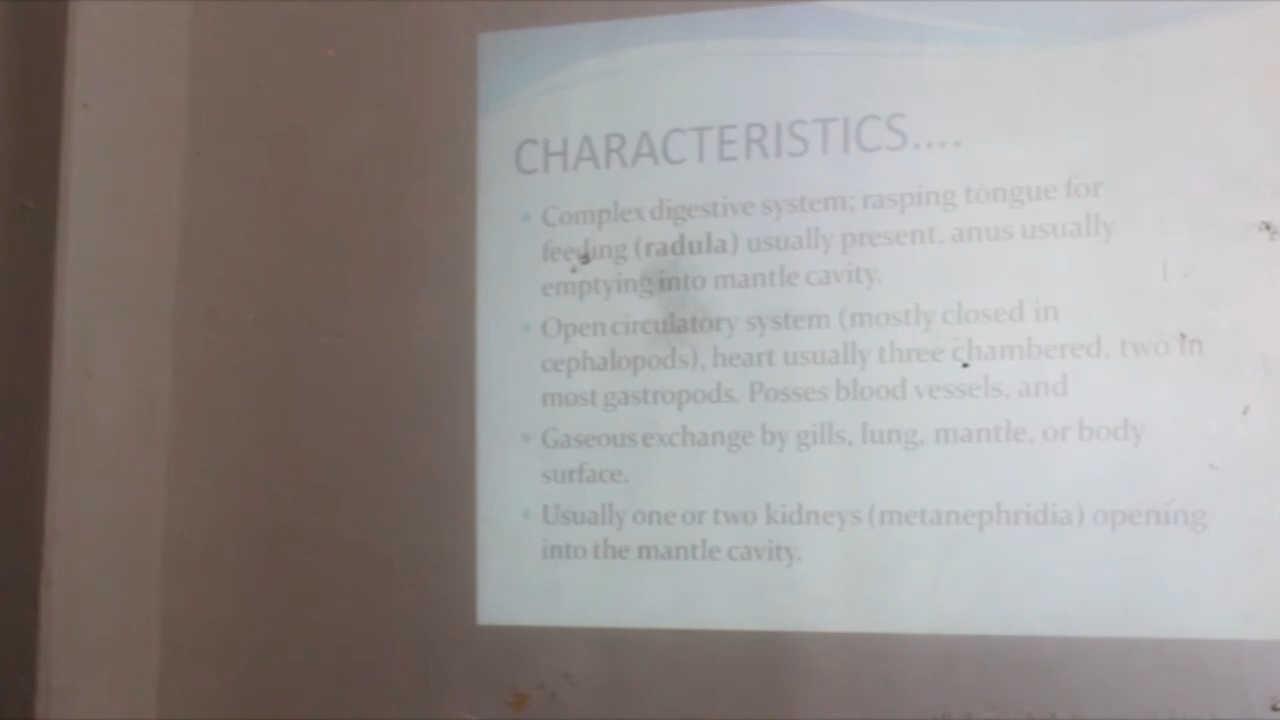 CHARACTERISTICS....
• Complex digestive system; rasping tongue for
feeding (radula) usually present, anus usually
emptying into mantle cavity.
• Open circulatory system (mostly closed in
cephalopods), heart usually three chambered, two in
most gastropods. Posses blood vessels, and
• Gaseous exchange by gills, lung, mantle, or body
surface.
• Usually one or two kidneys (metanephridia) opening
into the mantle cavity.